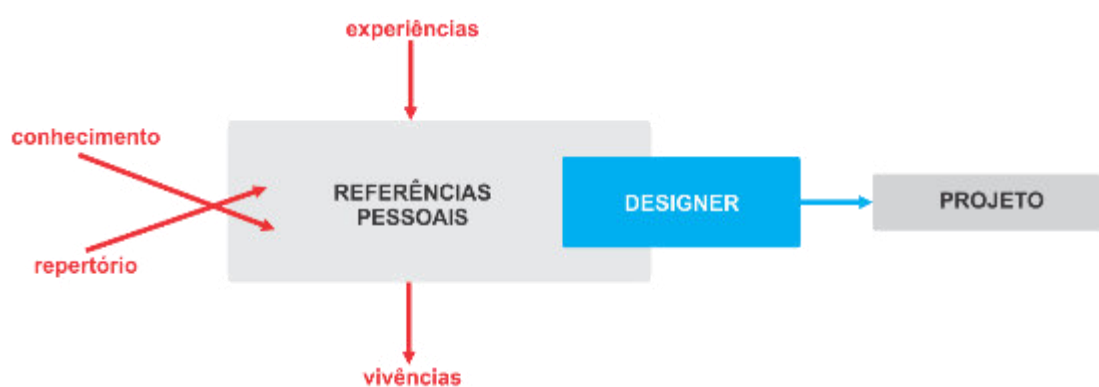 experiências
conhecimento
REFERÊNCIAS
PESSOAIS
DESIGNER
PROJETO
repertório
vivências